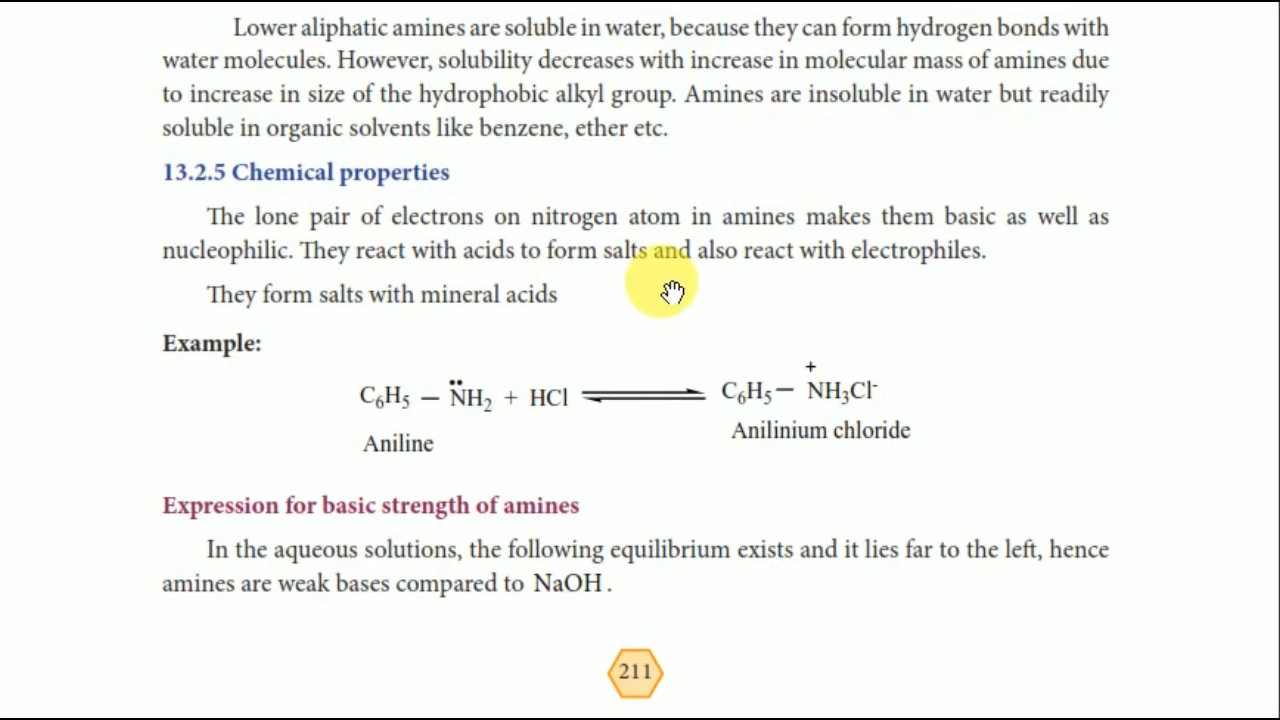 Lower aliphatic amines are soluble in water, because they can form hydrogen bonds with
water molecules. However, solubility decreases with increase in molecular mass of amines due
to increase in size of the hydrophobic alkyl group. Amines are insoluble in water but readily
soluble in organic solvents like benzene, ether etc.
13.2.5 Chemical properties
The lone pair of electrons on nitrogen atom in amines makes them basic as well as
nucleophilic. They react with acids to form salts and also react with electrophiles.
They form salts with mineral acids
Example:
C₆H₅ – N̈H₂ + HCl ⇌ C₆H₅ – N⁺H₃Cl⁻
Aniline Anilinium chloride
Expression for basic strength of amines
In the aqueous solutions, the following equilibrium exists and it lies far to the left, hence
amines are weak bases compared to NaOH.
211